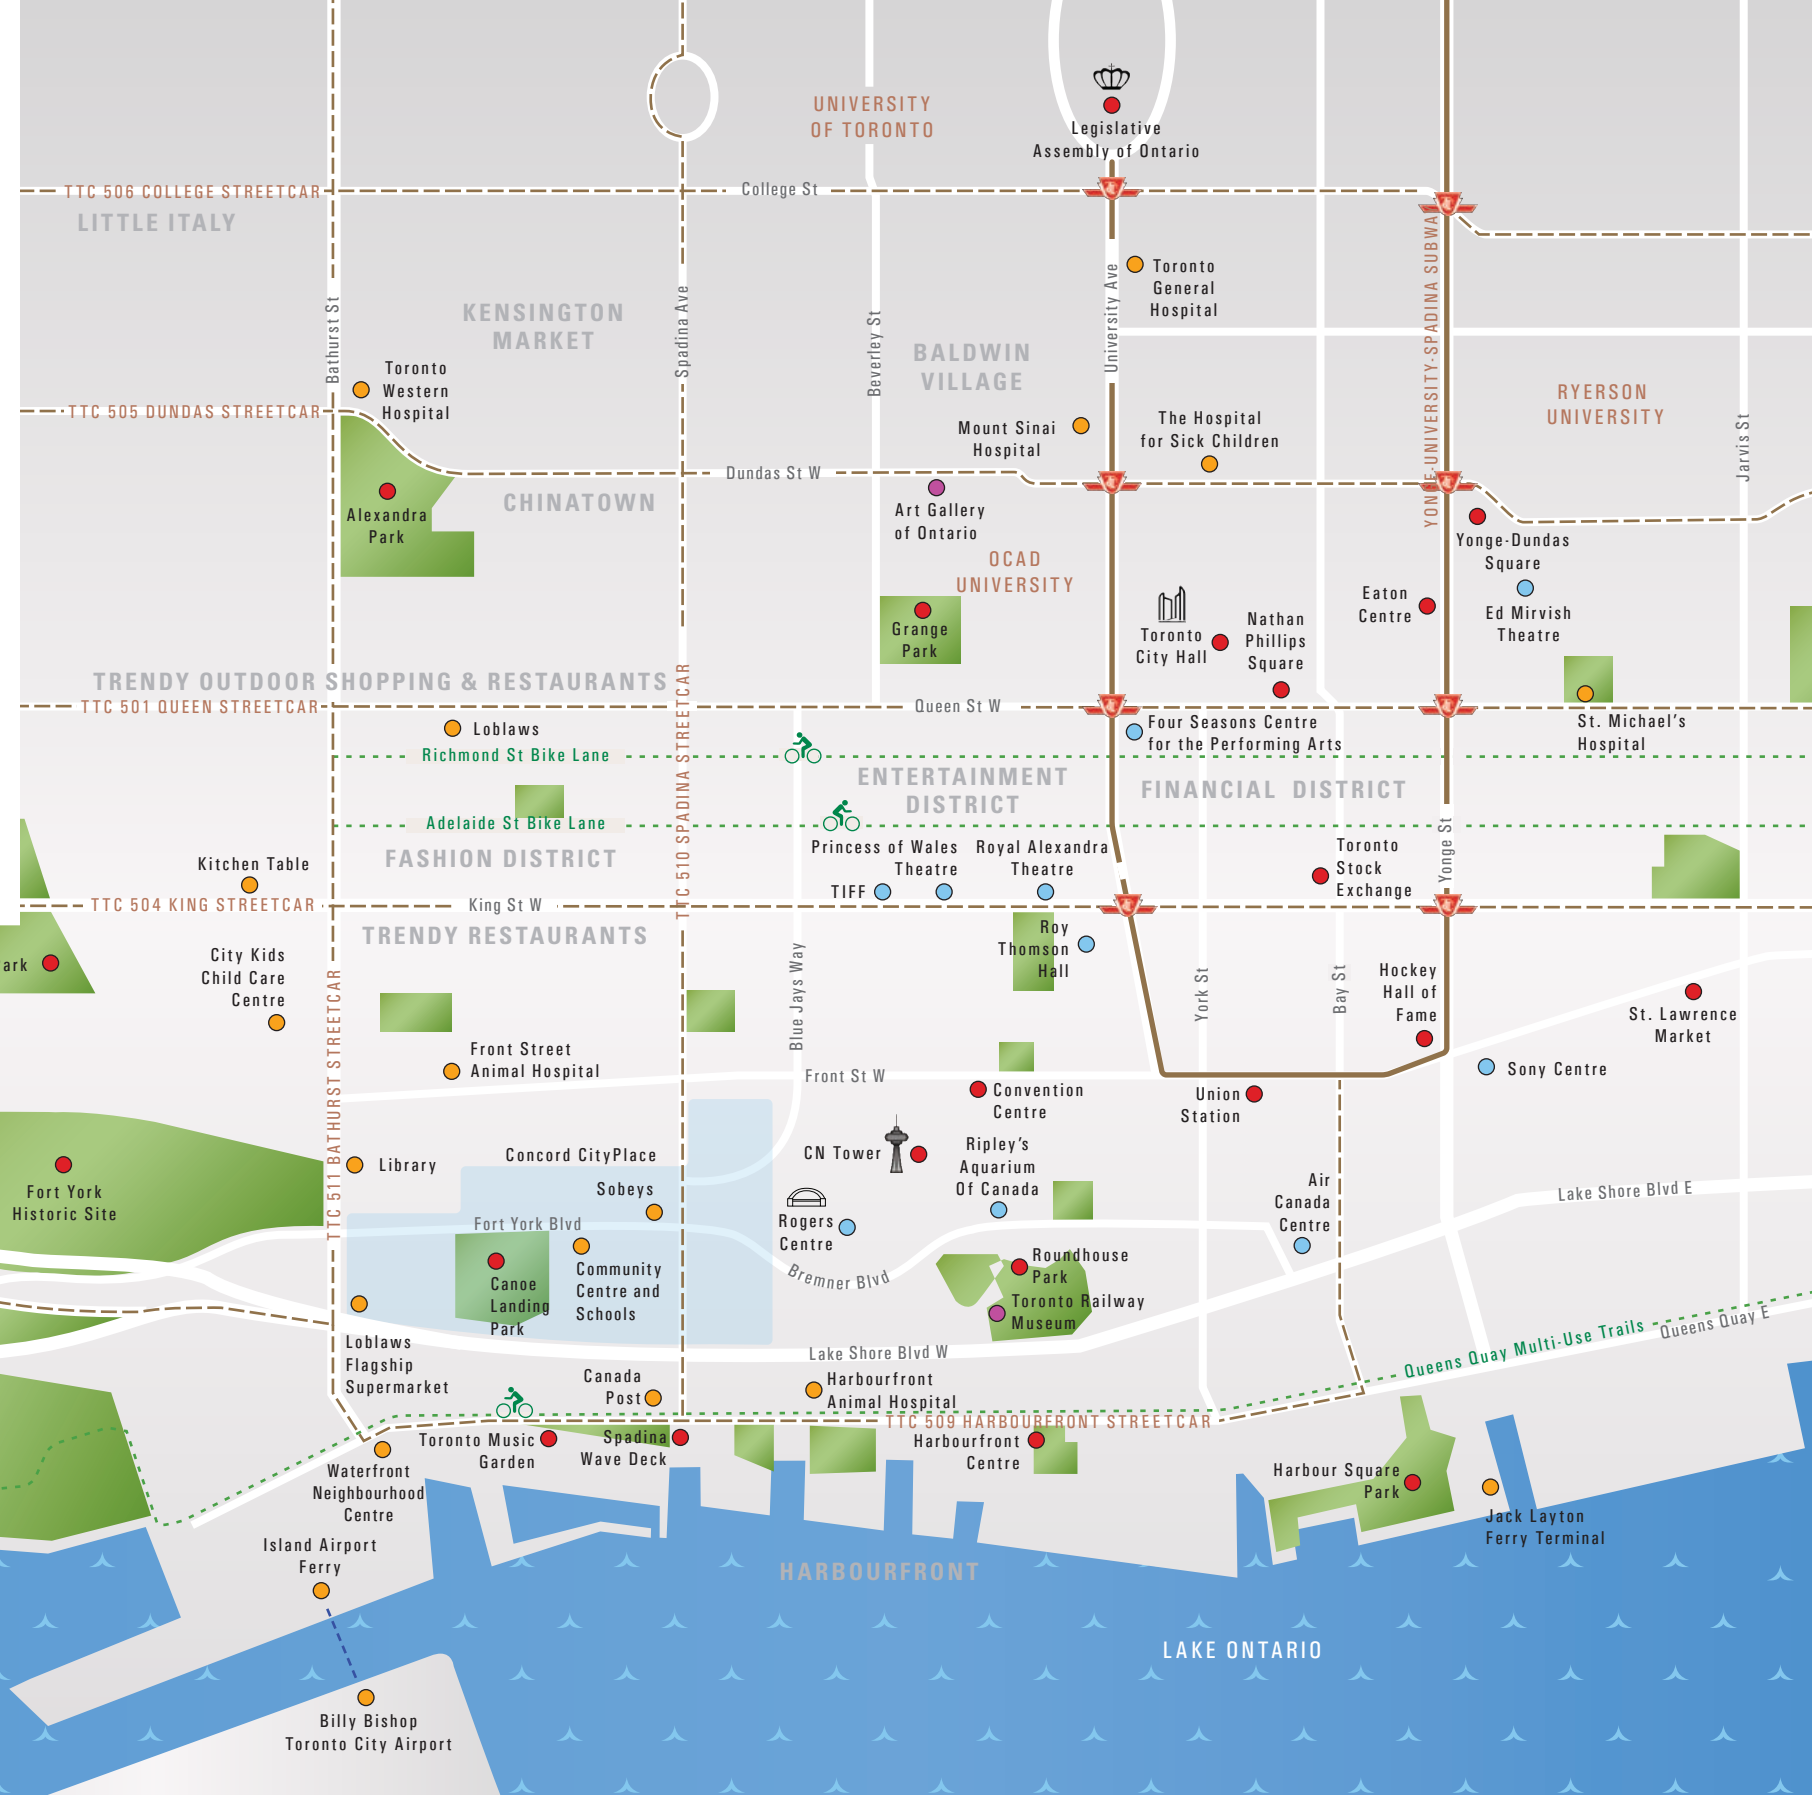 UNIVERSITY
OF TORONTO
Legislative
Assembly of Ontario
TTC 506 COLLEGE STREETCAR
College St
LITTLE ITALY
Toronto
General
Hospital
Bathurst St
Spadina Ave
Beverley St
University Ave
YONGE-UNIVERSITY-SPADINA SUBWAY
KENSINGTON
MARKET
BALDWIN
VILLAGE
Toronto
Western
Hospital
RYERSON
UNIVERSITY
Jarvis St
TTC 505 DUNDAS STREETCAR
Mount Sinai
Hospital
The Hospital
for Sick Children
Dundas St W
CHINATOWN
Alexandra
Park
Art Gallery
of Ontario
OCAD
UNIVERSITY
Yonge-Dundas
Square
Eaton
Centre
Ed Mirvish
Theatre
Grange
Park
Toronto
City Hall
Nathan
Phillips
Square
TRENDY OUTDOOR SHOPPING & RESTAURANTS
TTC 501 QUEEN STREETCAR
Queen St W
Loblaws
Four Seasons Centre
for the Performing Arts
St. Michael's
Hospital
Richmond St Bike Lane
TTC 510 SPADINA STREETCAR
ENTERTAINMENT
DISTRICT
FINANCIAL DISTRICT
Adelaide St Bike Lane
FASHION DISTRICT
Kitchen Table
Princess of Wales
Theatre
Royal Alexandra
Theatre
TIFF
Toronto
Stock
Exchange
Yonge St
TTC 504 KING STREETCAR
King St W
TRENDY RESTAURANTS
ark
City Kids
Child Care
Centre
Roy
Thomson
Hall
Blue Jays Way
York St
Bay St
Hockey
Hall of
Fame
St. Lawrence
Market
TTC 511 BATHURST STREETCAR
Front Street
Animal Hospital
Front St W
Sony Centre
Convention
Centre
Union
Station
Concord CityPlace
CN Tower
Ripley's
Aquarium
Of Canada
Library
Fort York
Historic Site
Sobeys
Air
Canada
Centre
Lake Shore Blvd E
Fort York Blvd
Rogers
Centre
Bremner Blvd
Canoe
Landing
Park
Community
Centre and
Schools
Roundhouse
Park
Toronto Railway
Museum
Loblaws
Flagship
Supermarket
Lake Shore Blvd W
Queens Quay Multi-Use Trails
Queens Quay E
Canada
Post
Harbourfront
Animal Hospital
TTC 509 HARBOURFRONT STREETCAR
Toronto Music
Garden
Spadina
Wave Deck
Harbourfront
Centre
Waterfront
Neighbourhood
Centre
Harbour Square
Park
Jack Layton
Ferry Terminal
Island Airport
Ferry
HARBOURFRONT
LAKE ONTARIO
Billy Bishop
Toronto City Airport